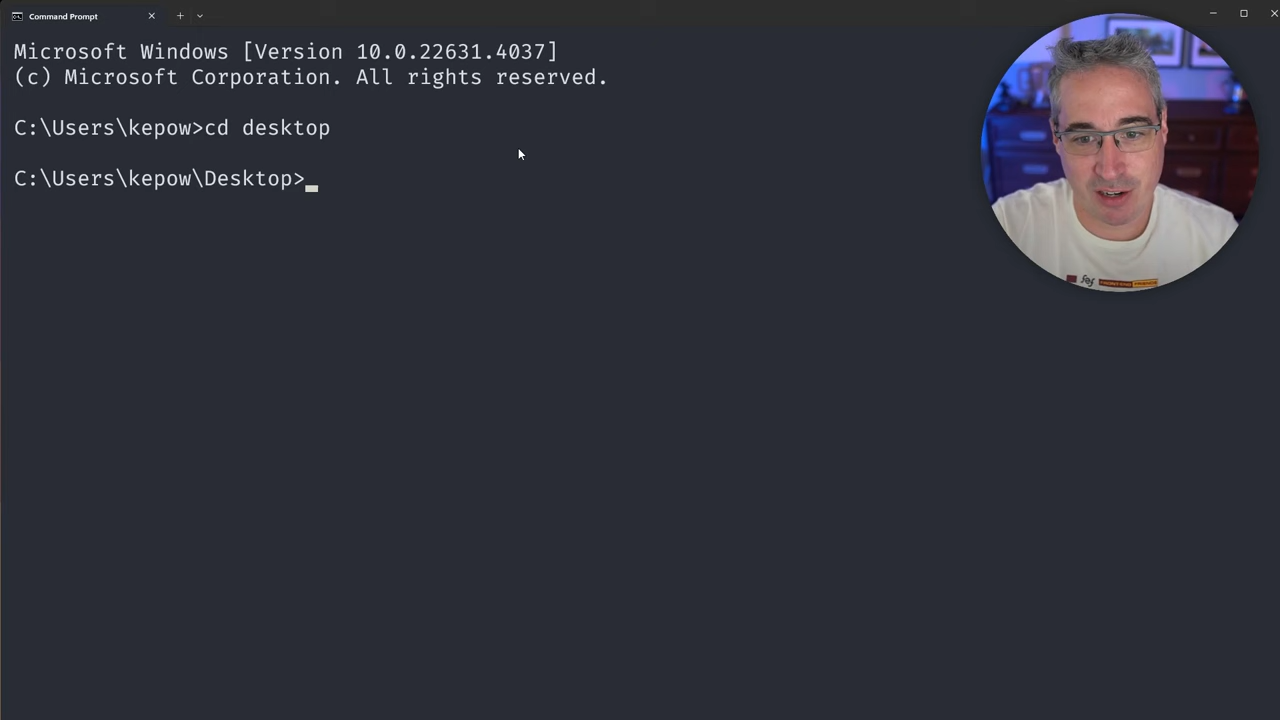 Command Prompt
Microsoft Windows [Version 10.0.22631.4037]
(c) Microsoft Corporation. All rights reserved.
C:\Users\kepow>cd desktop
C:\Users\kepow\Desktop>